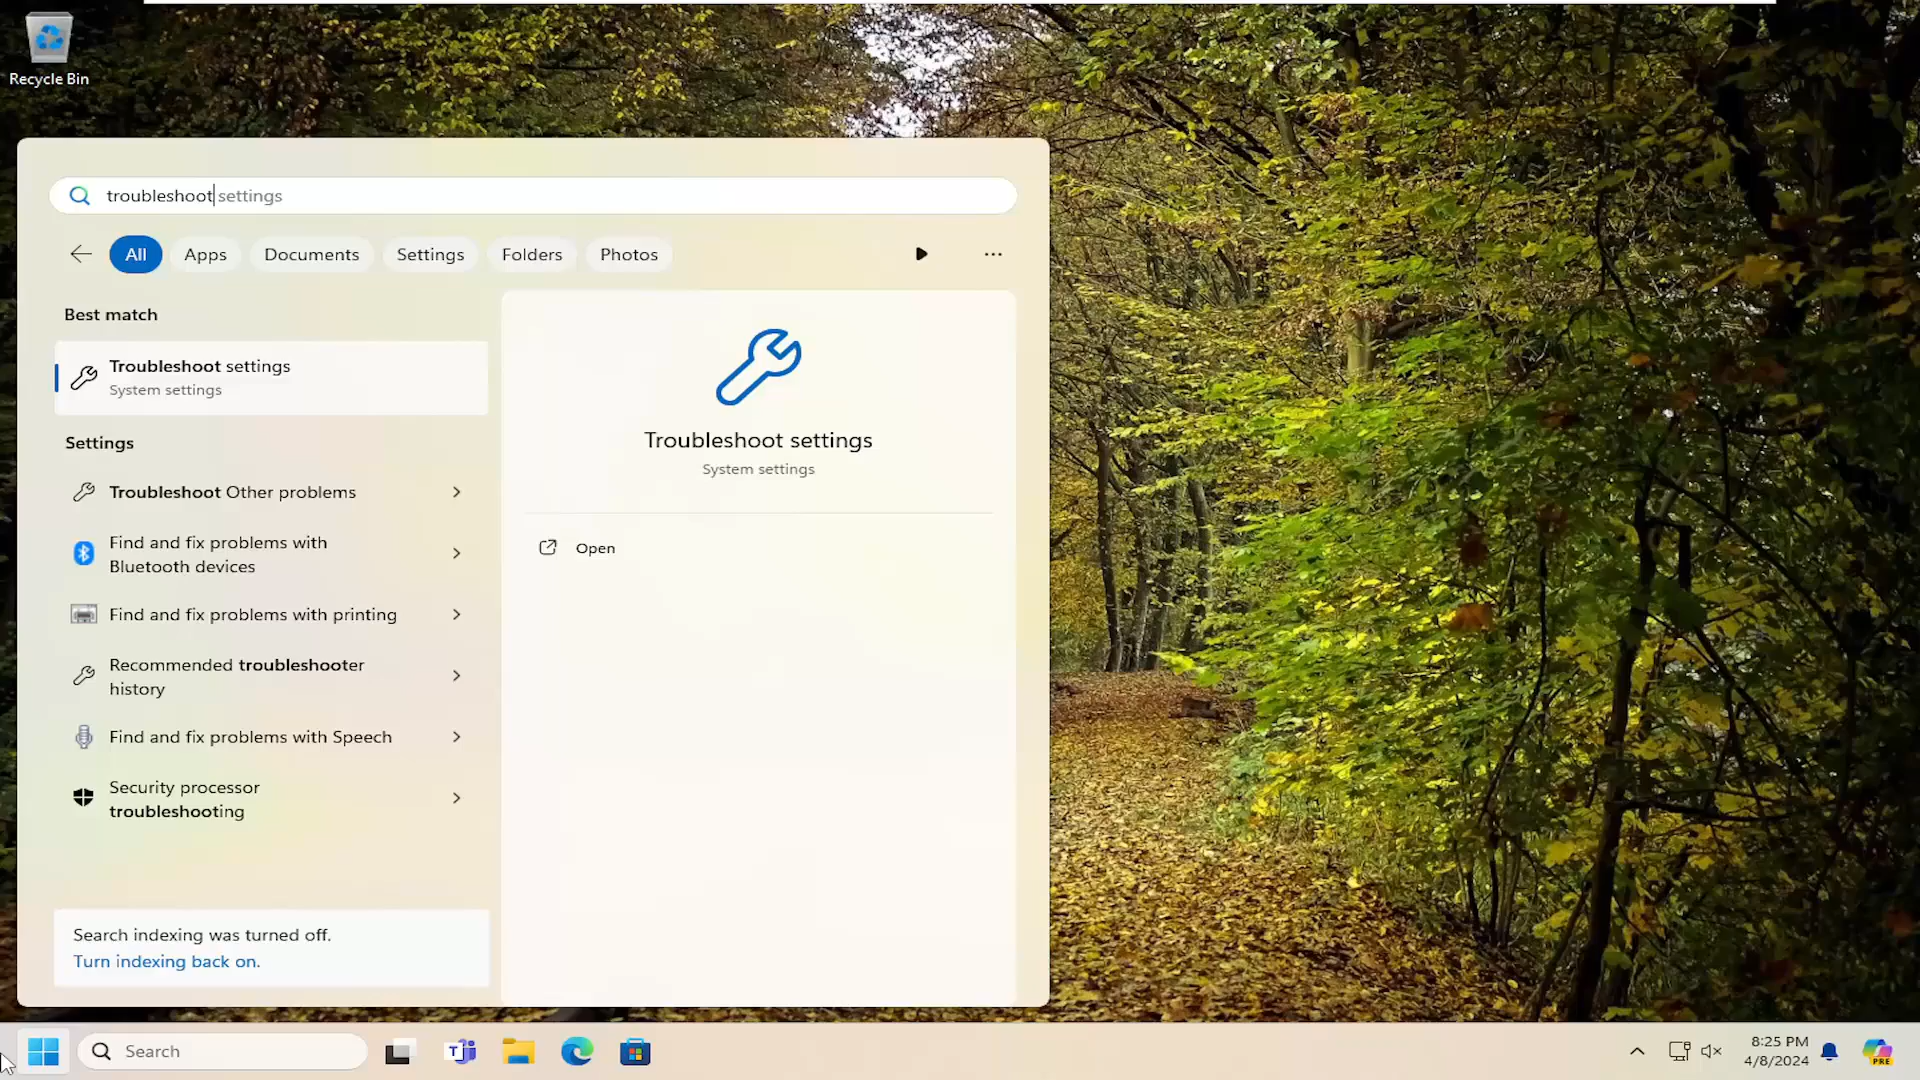 Recycle Bin
troubleshoot settings
All
Apps
Documents
Settings
Folders
Photos
Best match
Troubleshoot settings
System settings
Settings
Troubleshoot Other problems
Find and fix problems with
Bluetooth devices
Find and fix problems with printing
Recommended troubleshooter
history
Find and fix problems with Speech
Security processor
troubleshooting
Search indexing was turned off.
Turn indexing back on.
Troubleshoot settings
System settings
Open
Search
T
8:25 PM
4/8/2024
PRE